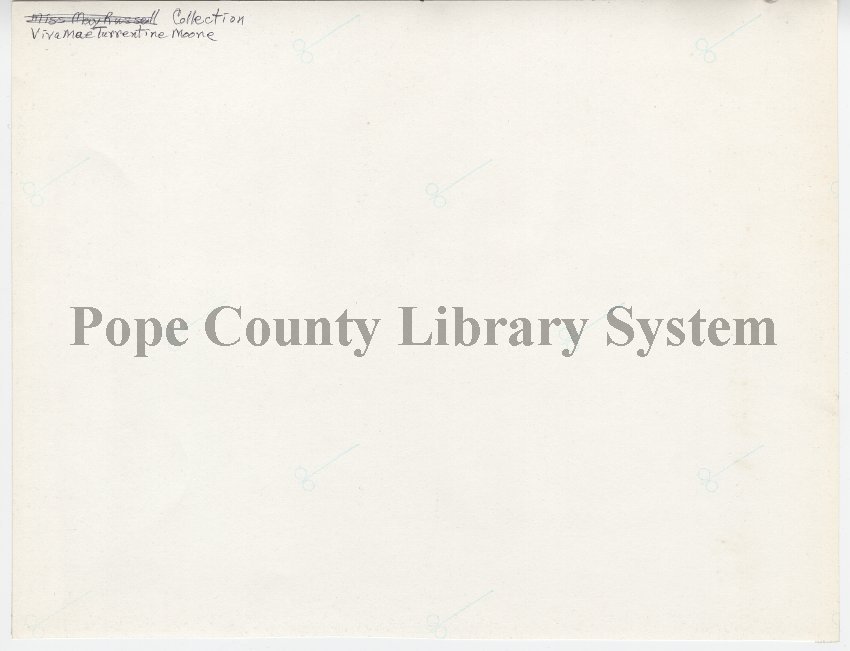 Miss May Russell Collection
Viva Mae Turrentine Moore
Pope County Library System